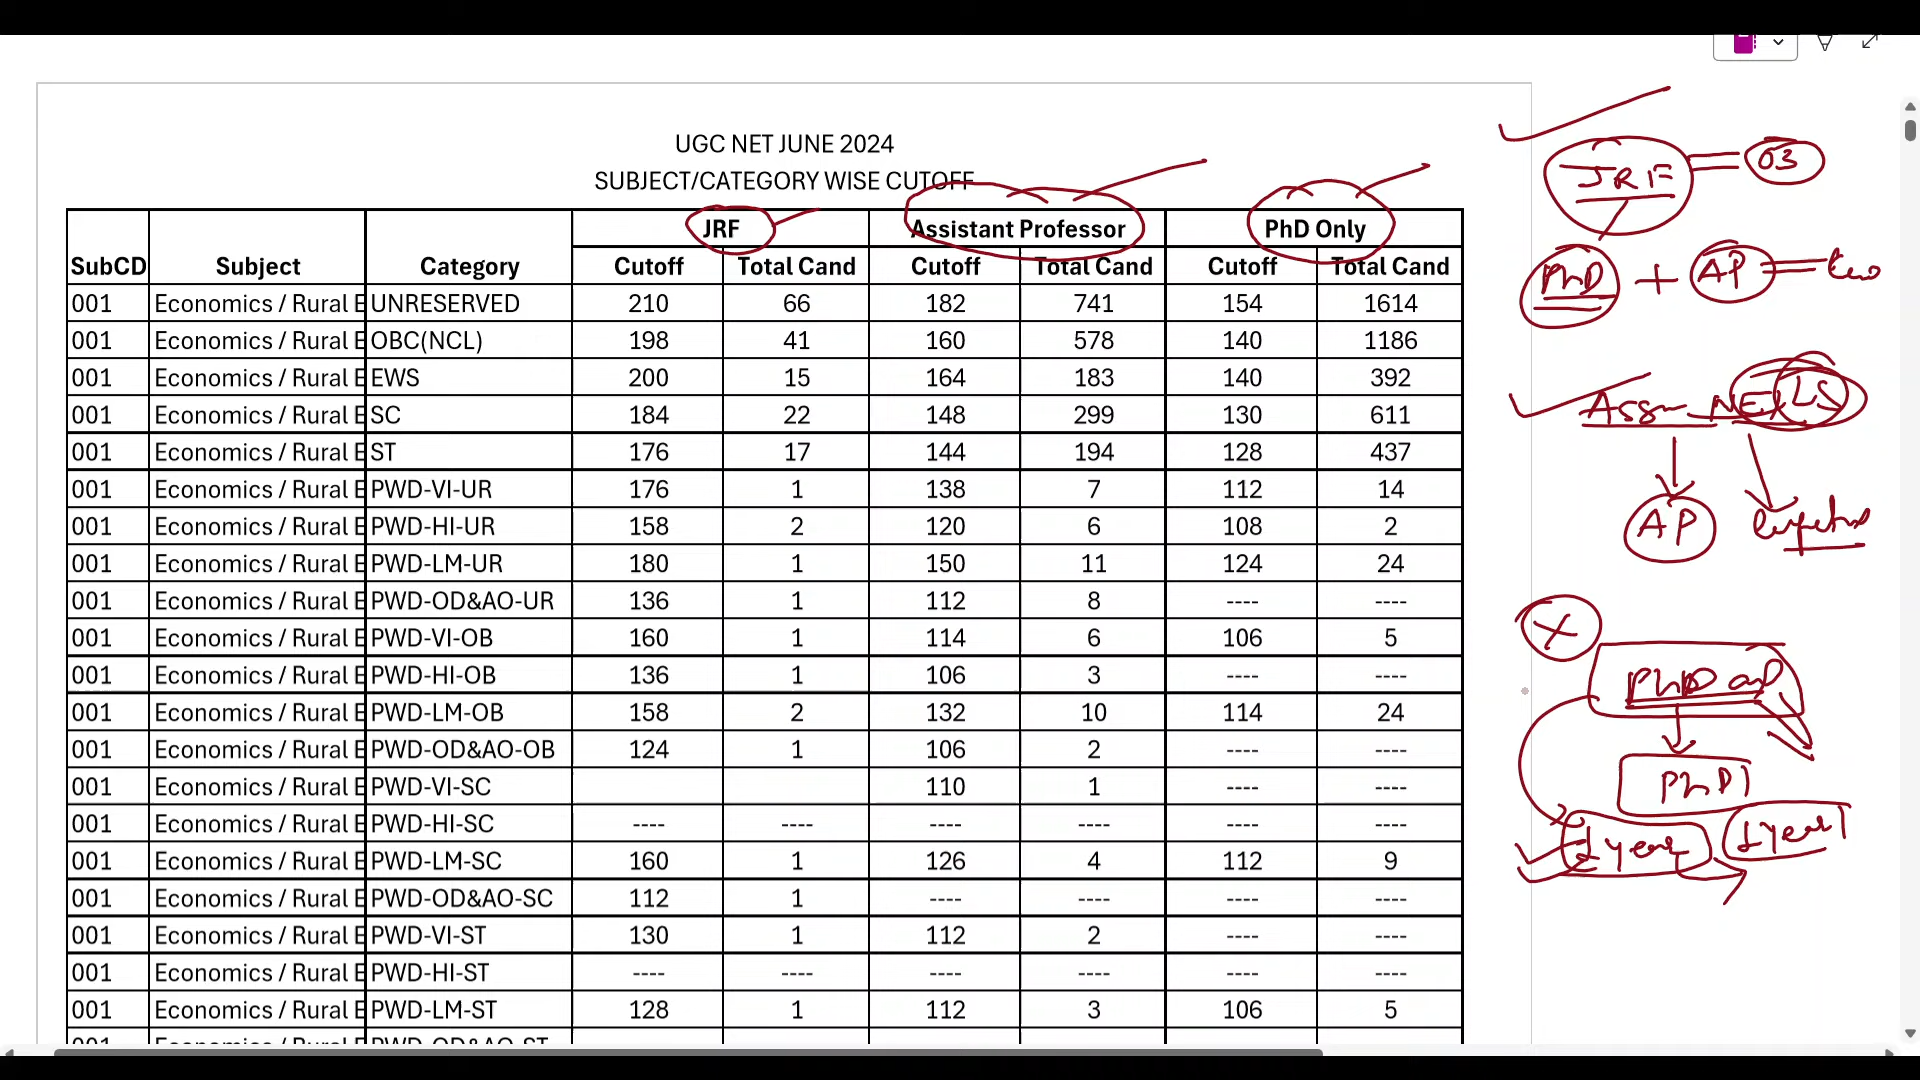 UGC NET JUNE 2024
SUBJECT/CATEGORY WISE CUTOFF
JRF Assistant Professor PhD Only
SubCD Subject Category Cutoff Total Cand Cutoff Total Cand Cutoff Total Cand
001 Economics / Rural E UNRESERVED 210 66 182 741 154 1614
001 Economics / Rural E OBC(NCL) 198 41 160 578 140 1186
001 Economics / Rural E EWS 200 15 164 183 140 392
001 Economics / Rural E SC 184 22 148 299 130 611
001 Economics / Rural E ST 176 17 144 194 128 437
001 Economics / Rural E PWD-VI-UR 176 1 138 7 112 14
001 Economics / Rural E PWD-HI-UR 158 2 120 6 108 2
001 Economics / Rural E PWD-LM-UR 180 1 150 11 124 24
001 Economics / Rural E PWD-OD&AO-UR 136 1 112 8 ---- ----
001 Economics / Rural E PWD-VI-OB 160 1 114 6 106 5
001 Economics / Rural E PWD-HI-OB 136 1 106 3 ---- ----
001 Economics / Rural E PWD-LM-OB 158 2 132 10 114 24
001 Economics / Rural E PWD-OD&AO-OB 124 1 106 2 ---- ----
001 Economics / Rural E PWD-VI-SC 110 1 ---- ----
001 Economics / Rural E PWD-HI-SC ---- ---- ---- ---- ---- ----
001 Economics / Rural E PWD-LM-SC 160 1 126 4 112 9
001 Economics / Rural E PWD-OD&AO-SC 112 1 ---- ---- ---- ----
001 Economics / Rural E PWD-VI-ST 130 1 112 2 ---- ----
001 Economics / Rural E PWD-HI-ST ---- ---- ---- ---- ---- ----
001 Economics / Rural E PWD-LM-ST 128 1 112 3 106 5
001 Economics / Rural E PWD-OD&AO-ST
JRF = 03
PhD + AP =
AP
X
PhD
PhD
1 year 1 year